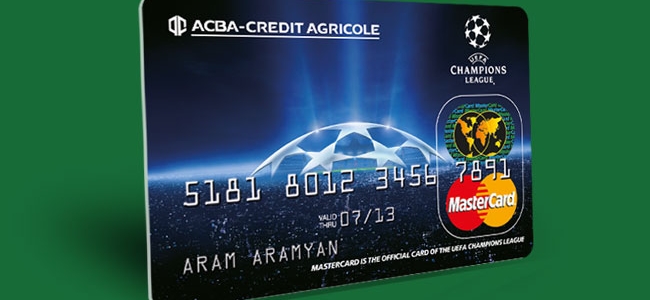 ACBA-CREDIT AGRICOLE
UEFA
CHAMPIONS
LEAGUE
5181 8012 3456 7891
MasterCard
VALID
THRU 07/13
ARAM ARAMYAN
MASTERCARD IS THE OFFICIAL CARD OF THE UEFA CHAMPIONS LEAGUE